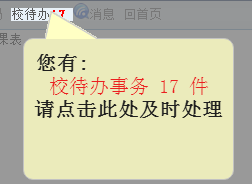 校待办17 消息 回首页
课表
您有:
校待办事务 17 件
请点击此处及时处理